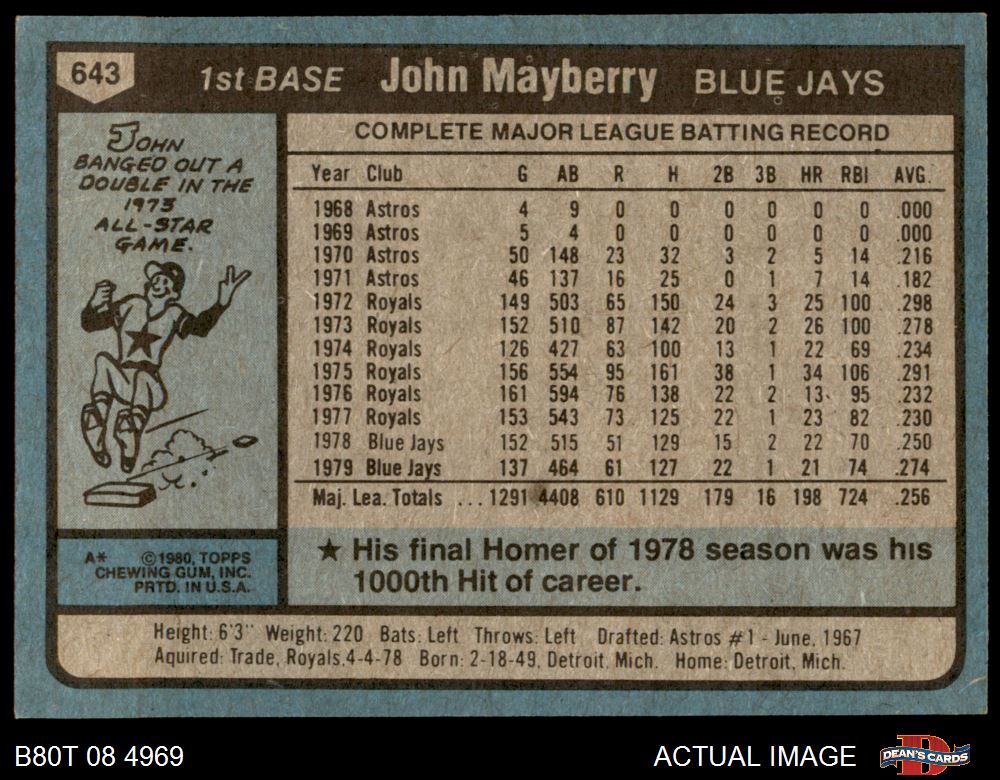 643 1st BASE John Mayberry BLUE JAYS
JOHN
BANGED OUT A
DOUBLE IN THE
1973
ALL-STAR
GAME.
COMPLETE MAJOR LEAGUE BATTING RECORD
Year Club G AB R H 2B 3B HR RBI AVG.
1968 Astros 4 9 0 0 0 0 0 0 .000
1969 Astros 5 4 0 0 0 0 0 0 .000
1970 Astros 50 148 23 32 3 2 5 14 .216
1971 Astros 46 137 16 25 0 1 7 14 .182
1972 Royals 149 503 65 150 24 3 25 100 .298
1973 Royals 152 510 87 142 20 2 26 100 .278
1974 Royals 126 427 63 100 13 1 22 69 .234
1975 Royals 156 554 95 161 38 1 34 106 .291
1976 Royals 161 594 76 138 22 2 13 95 .232
1977 Royals 153 543 73 125 22 1 23 82 .230
1978 Blue Jays 152 515 51 129 15 2 22 70 .250
1979 Blue Jays 137 464 61 127 22 1 21 74 .274
Maj. Lea. Totals ... 1291 4408 610 1129 179 16 198 724 .256
A* ©1980, TOPPS
CHEWING GUM, INC.
PRTD. IN U.S.A.
★ His final Homer of 1978 season was his
1000th Hit of career.
Height: 6'3" Weight: 220 Bats: Left Throws: Left Drafted: Astros #1 - June, 1967
Aquired: Trade, Royals, 4-4-78 Born: 2-18-49, Detroit, Mich. Home: Detroit, Mich.
B80T 08 4969 ACTUAL IMAGE DEAN'S CARDS